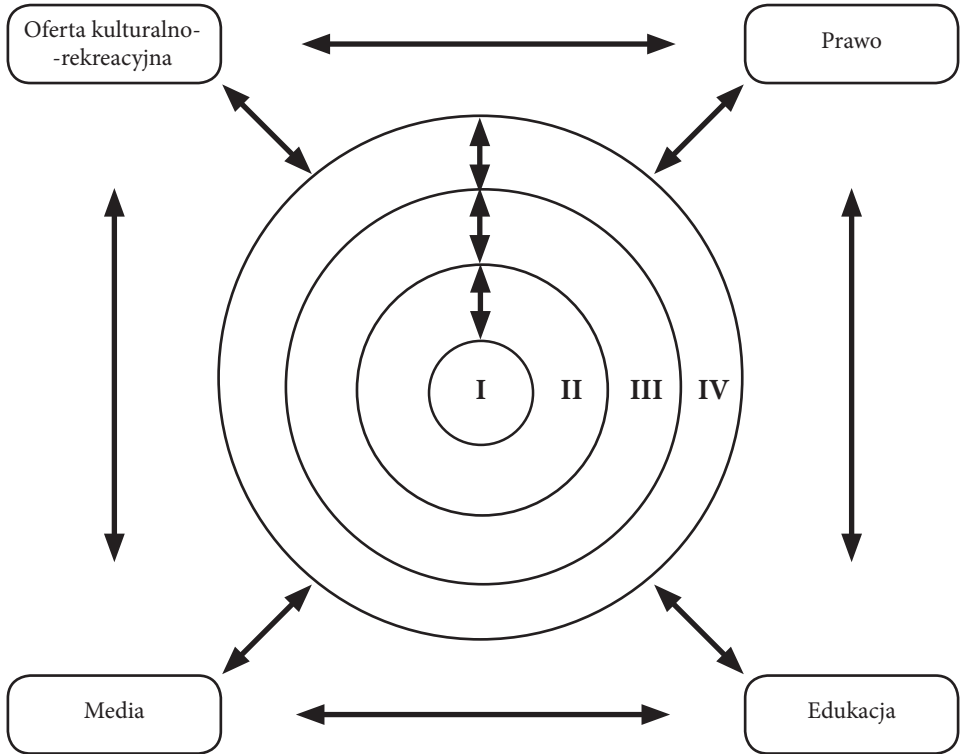 Oferta kulturalno-
-rekreacyjna
Prawo
I II III IV
Media
Edukacja